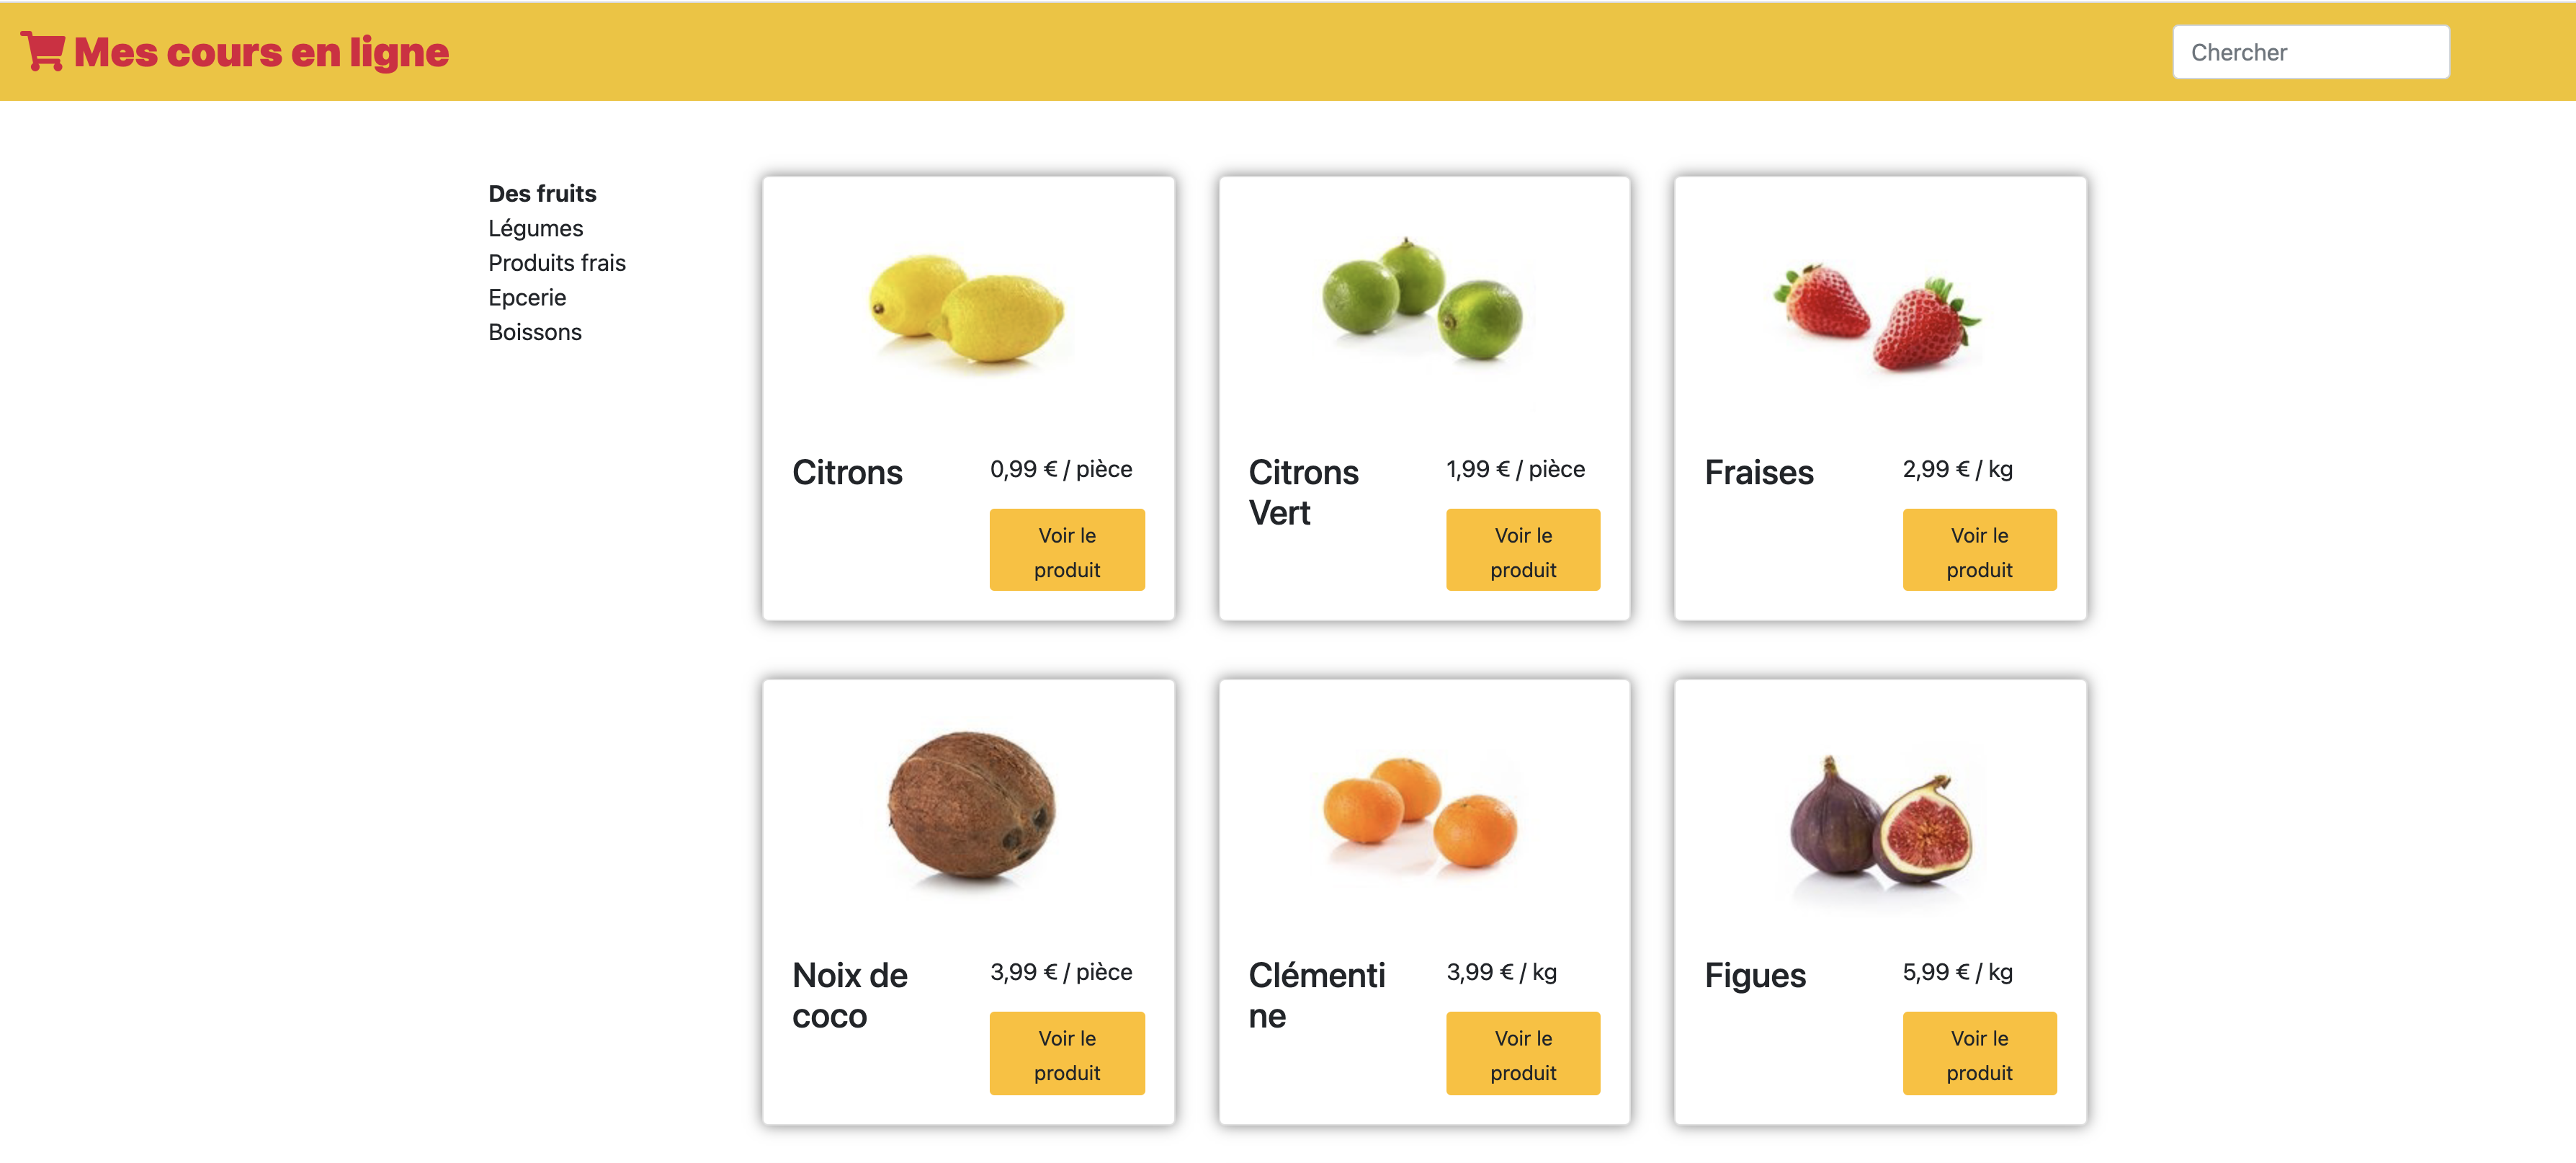 Mes cours en ligne
Chercher
Des fruits
Légumes
Produits frais
Epcerie
Boissons
Citrons
0,99 € / pièce
Voir le
produit
Citrons
Vert
1,99 € / pièce
Voir le
produit
Fraises
2,99 € / kg
Voir le
produit
Noix de
coco
3,99 € / pièce
Voir le
produit
Clémenti
ne
3,99 € / kg
Voir le
produit
Figues
5,99 € / kg
Voir le
produit